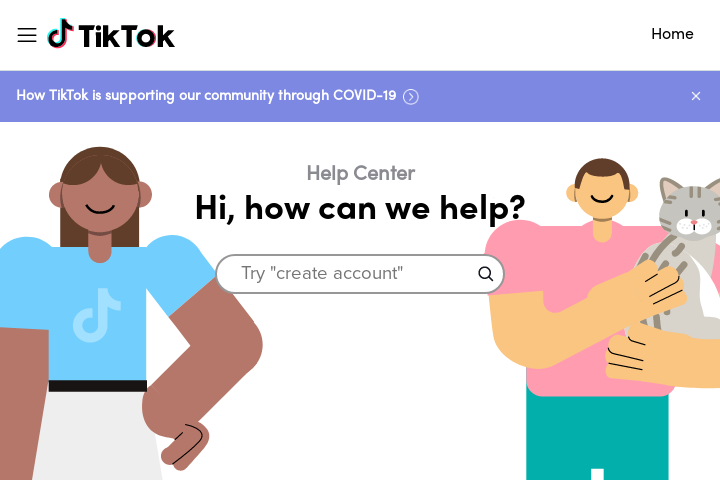 TikTok
Home
How TikTok is supporting our community through COVID-19
Help Center
Hi, how can we help?
Try "create account"